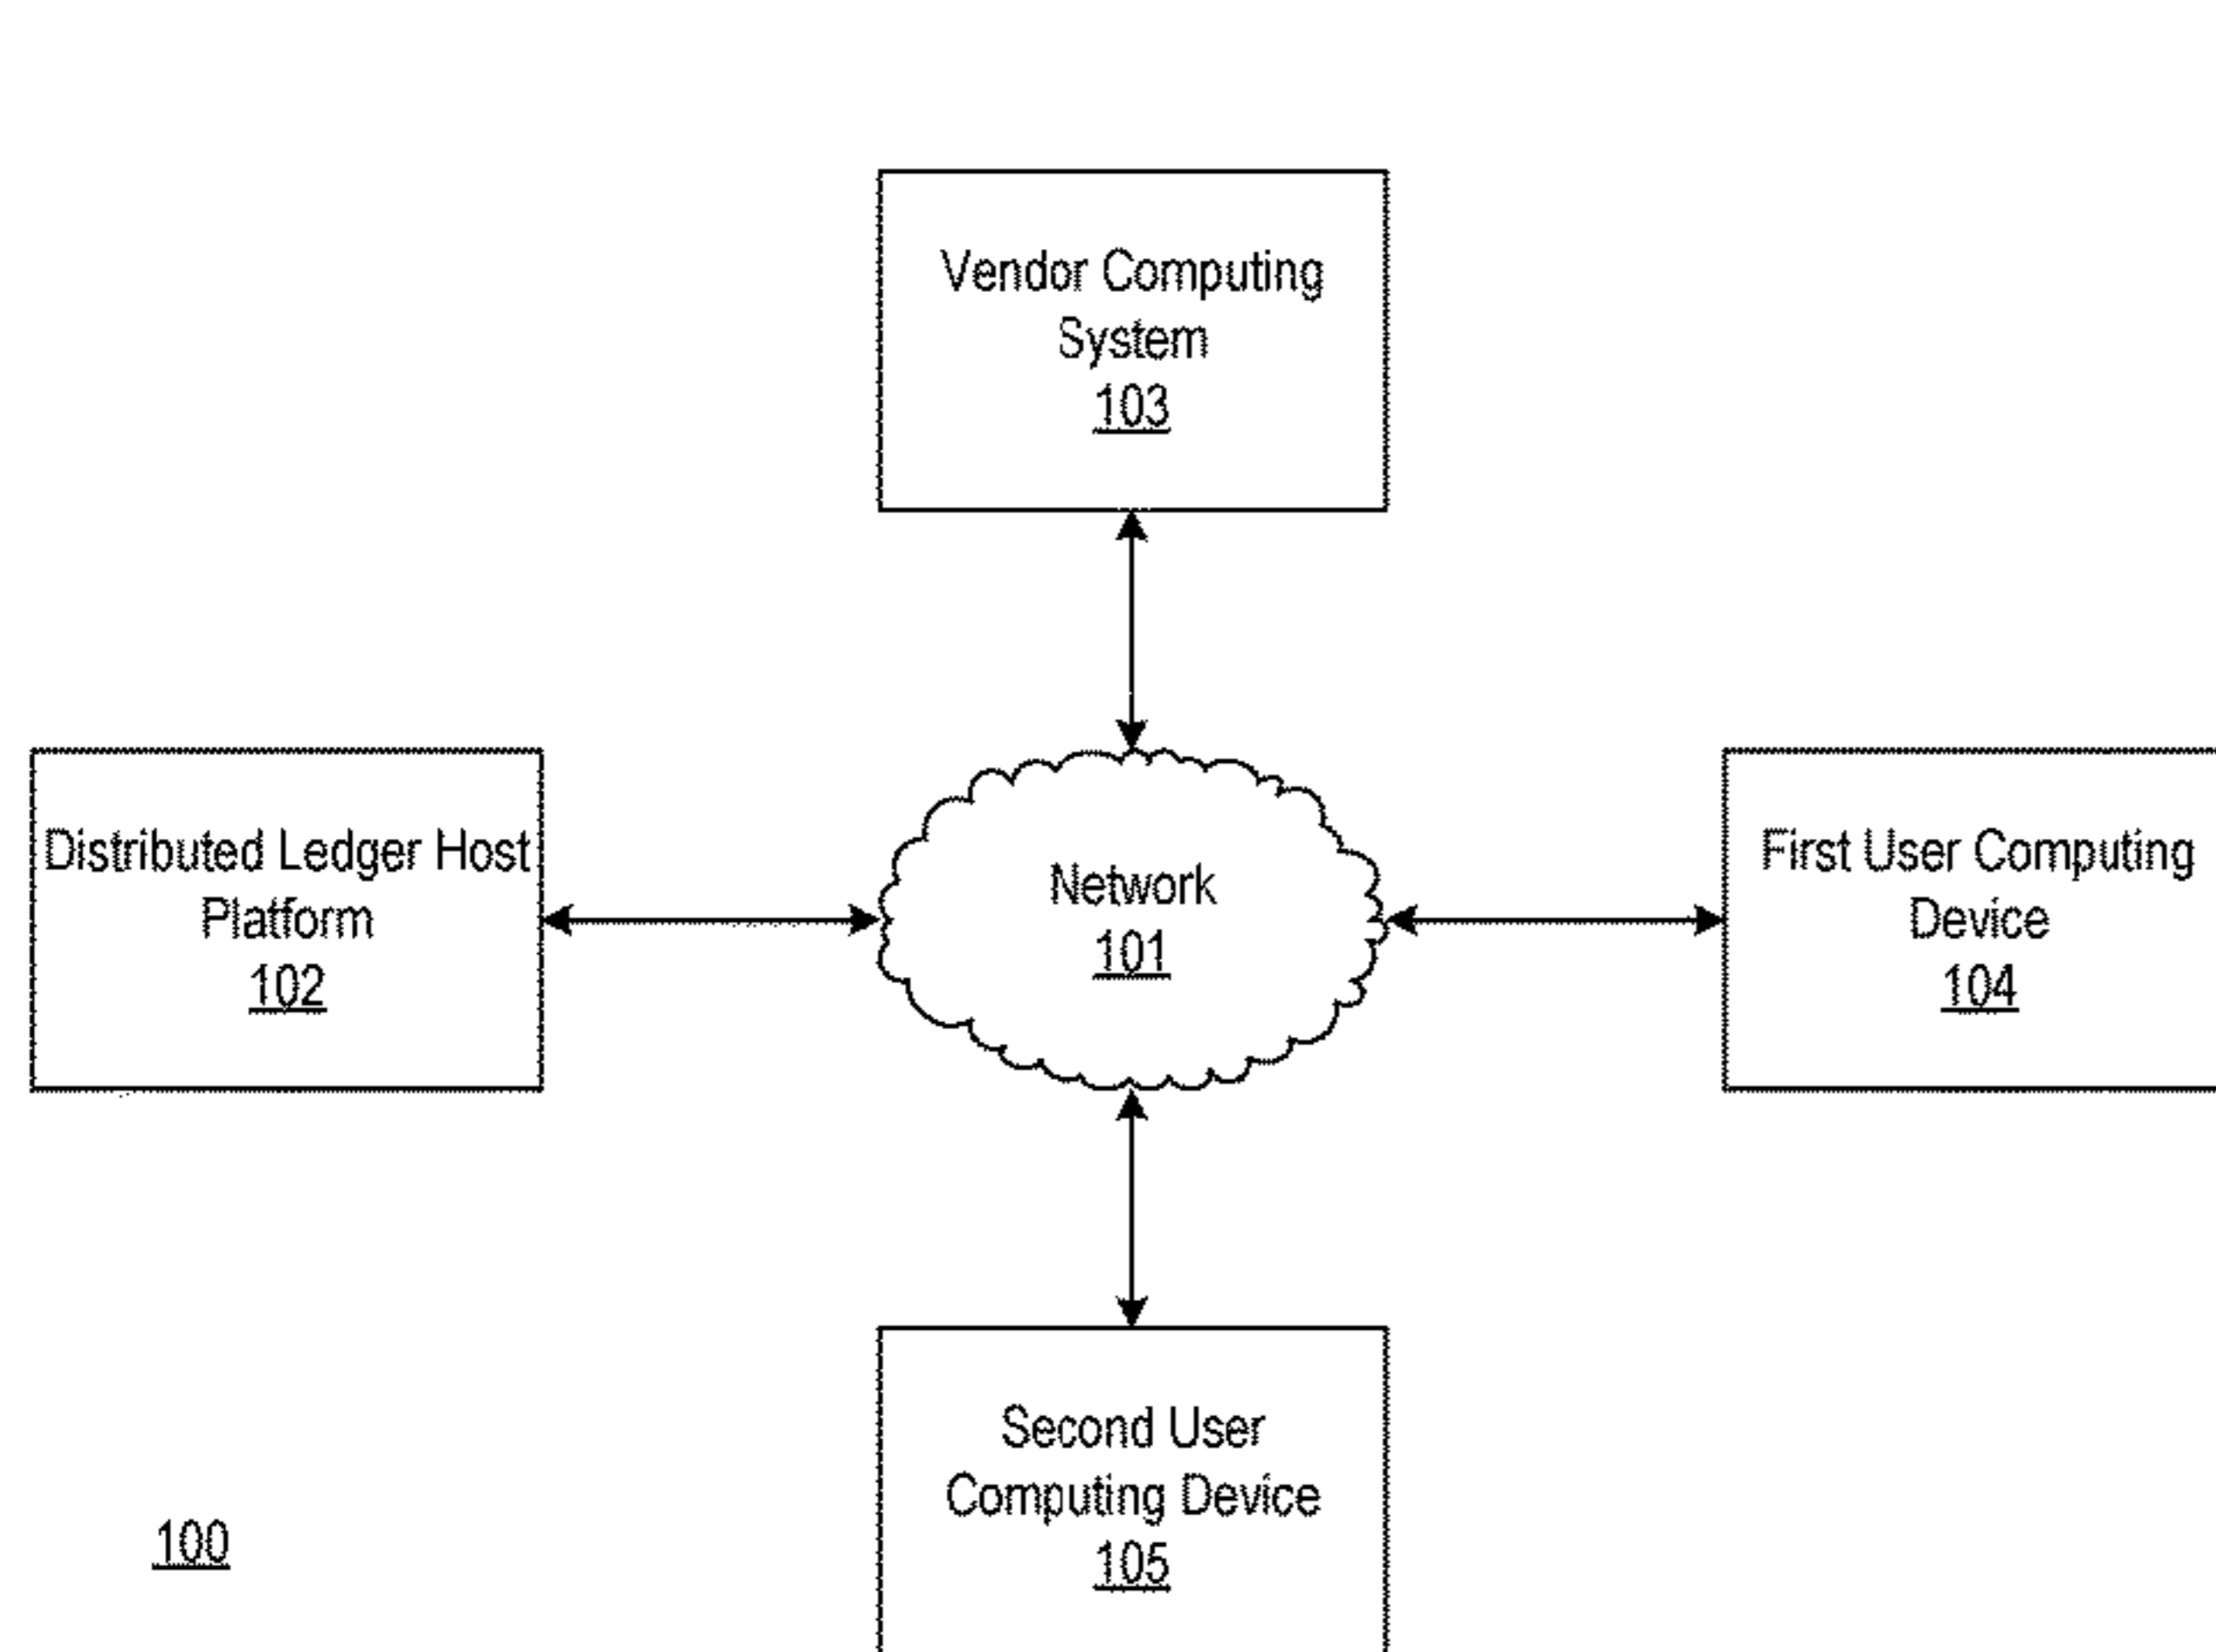 Vendor Computing
System
103
Distributed Ledger Host
Platform
102
Network
101
First User Computing
Device
104
Second User
Computing Device
105
100